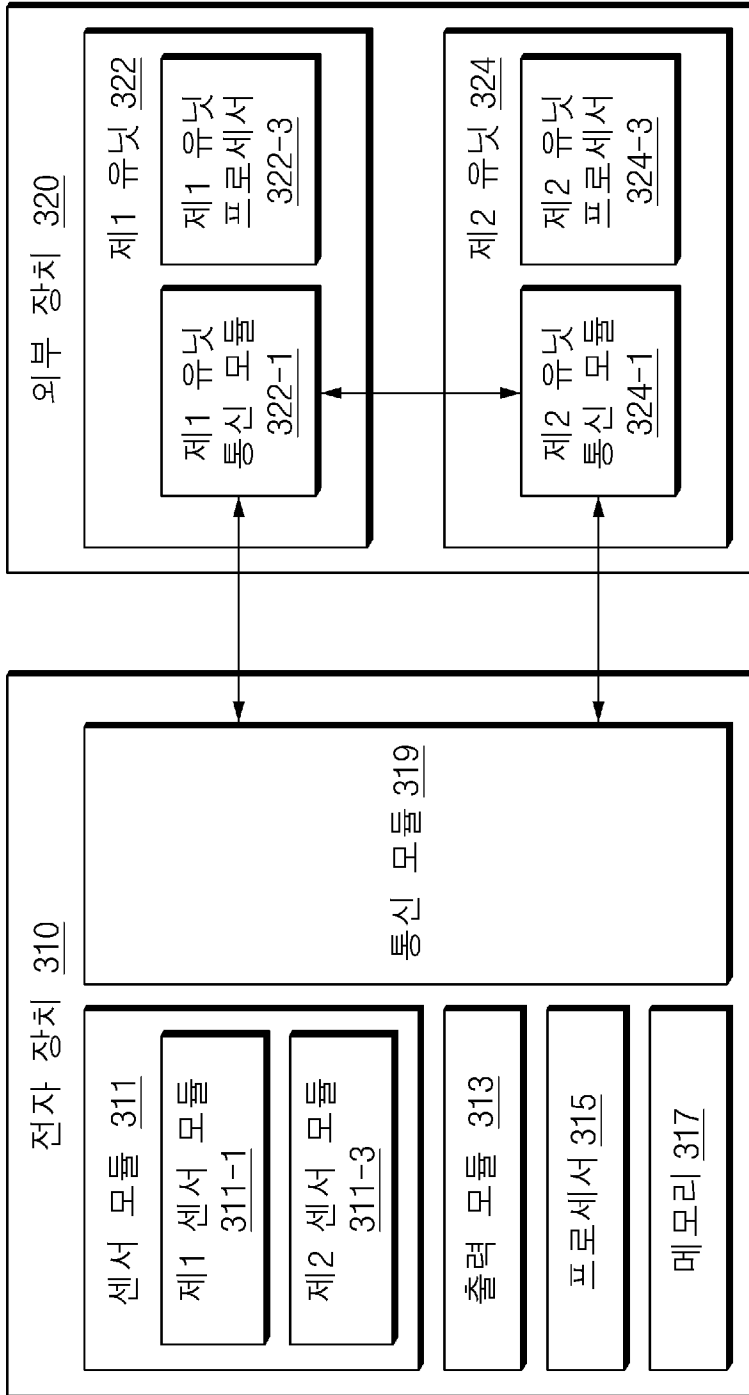 전자 장치 310
센서 모듈 311
제1 센서 모듈
311-1
제2 센서 모듈
311-3
출력 모듈 313
프로세서 315
메모리 317
통신 모듈 319
외부 장치 320
제1 유닛 322
제1 유닛
통신 모듈
322-1
제1 유닛
프로세서
322-3
제2 유닛 324
제2 유닛
통신 모듈
324-1
제2 유닛
프로세서
324-3